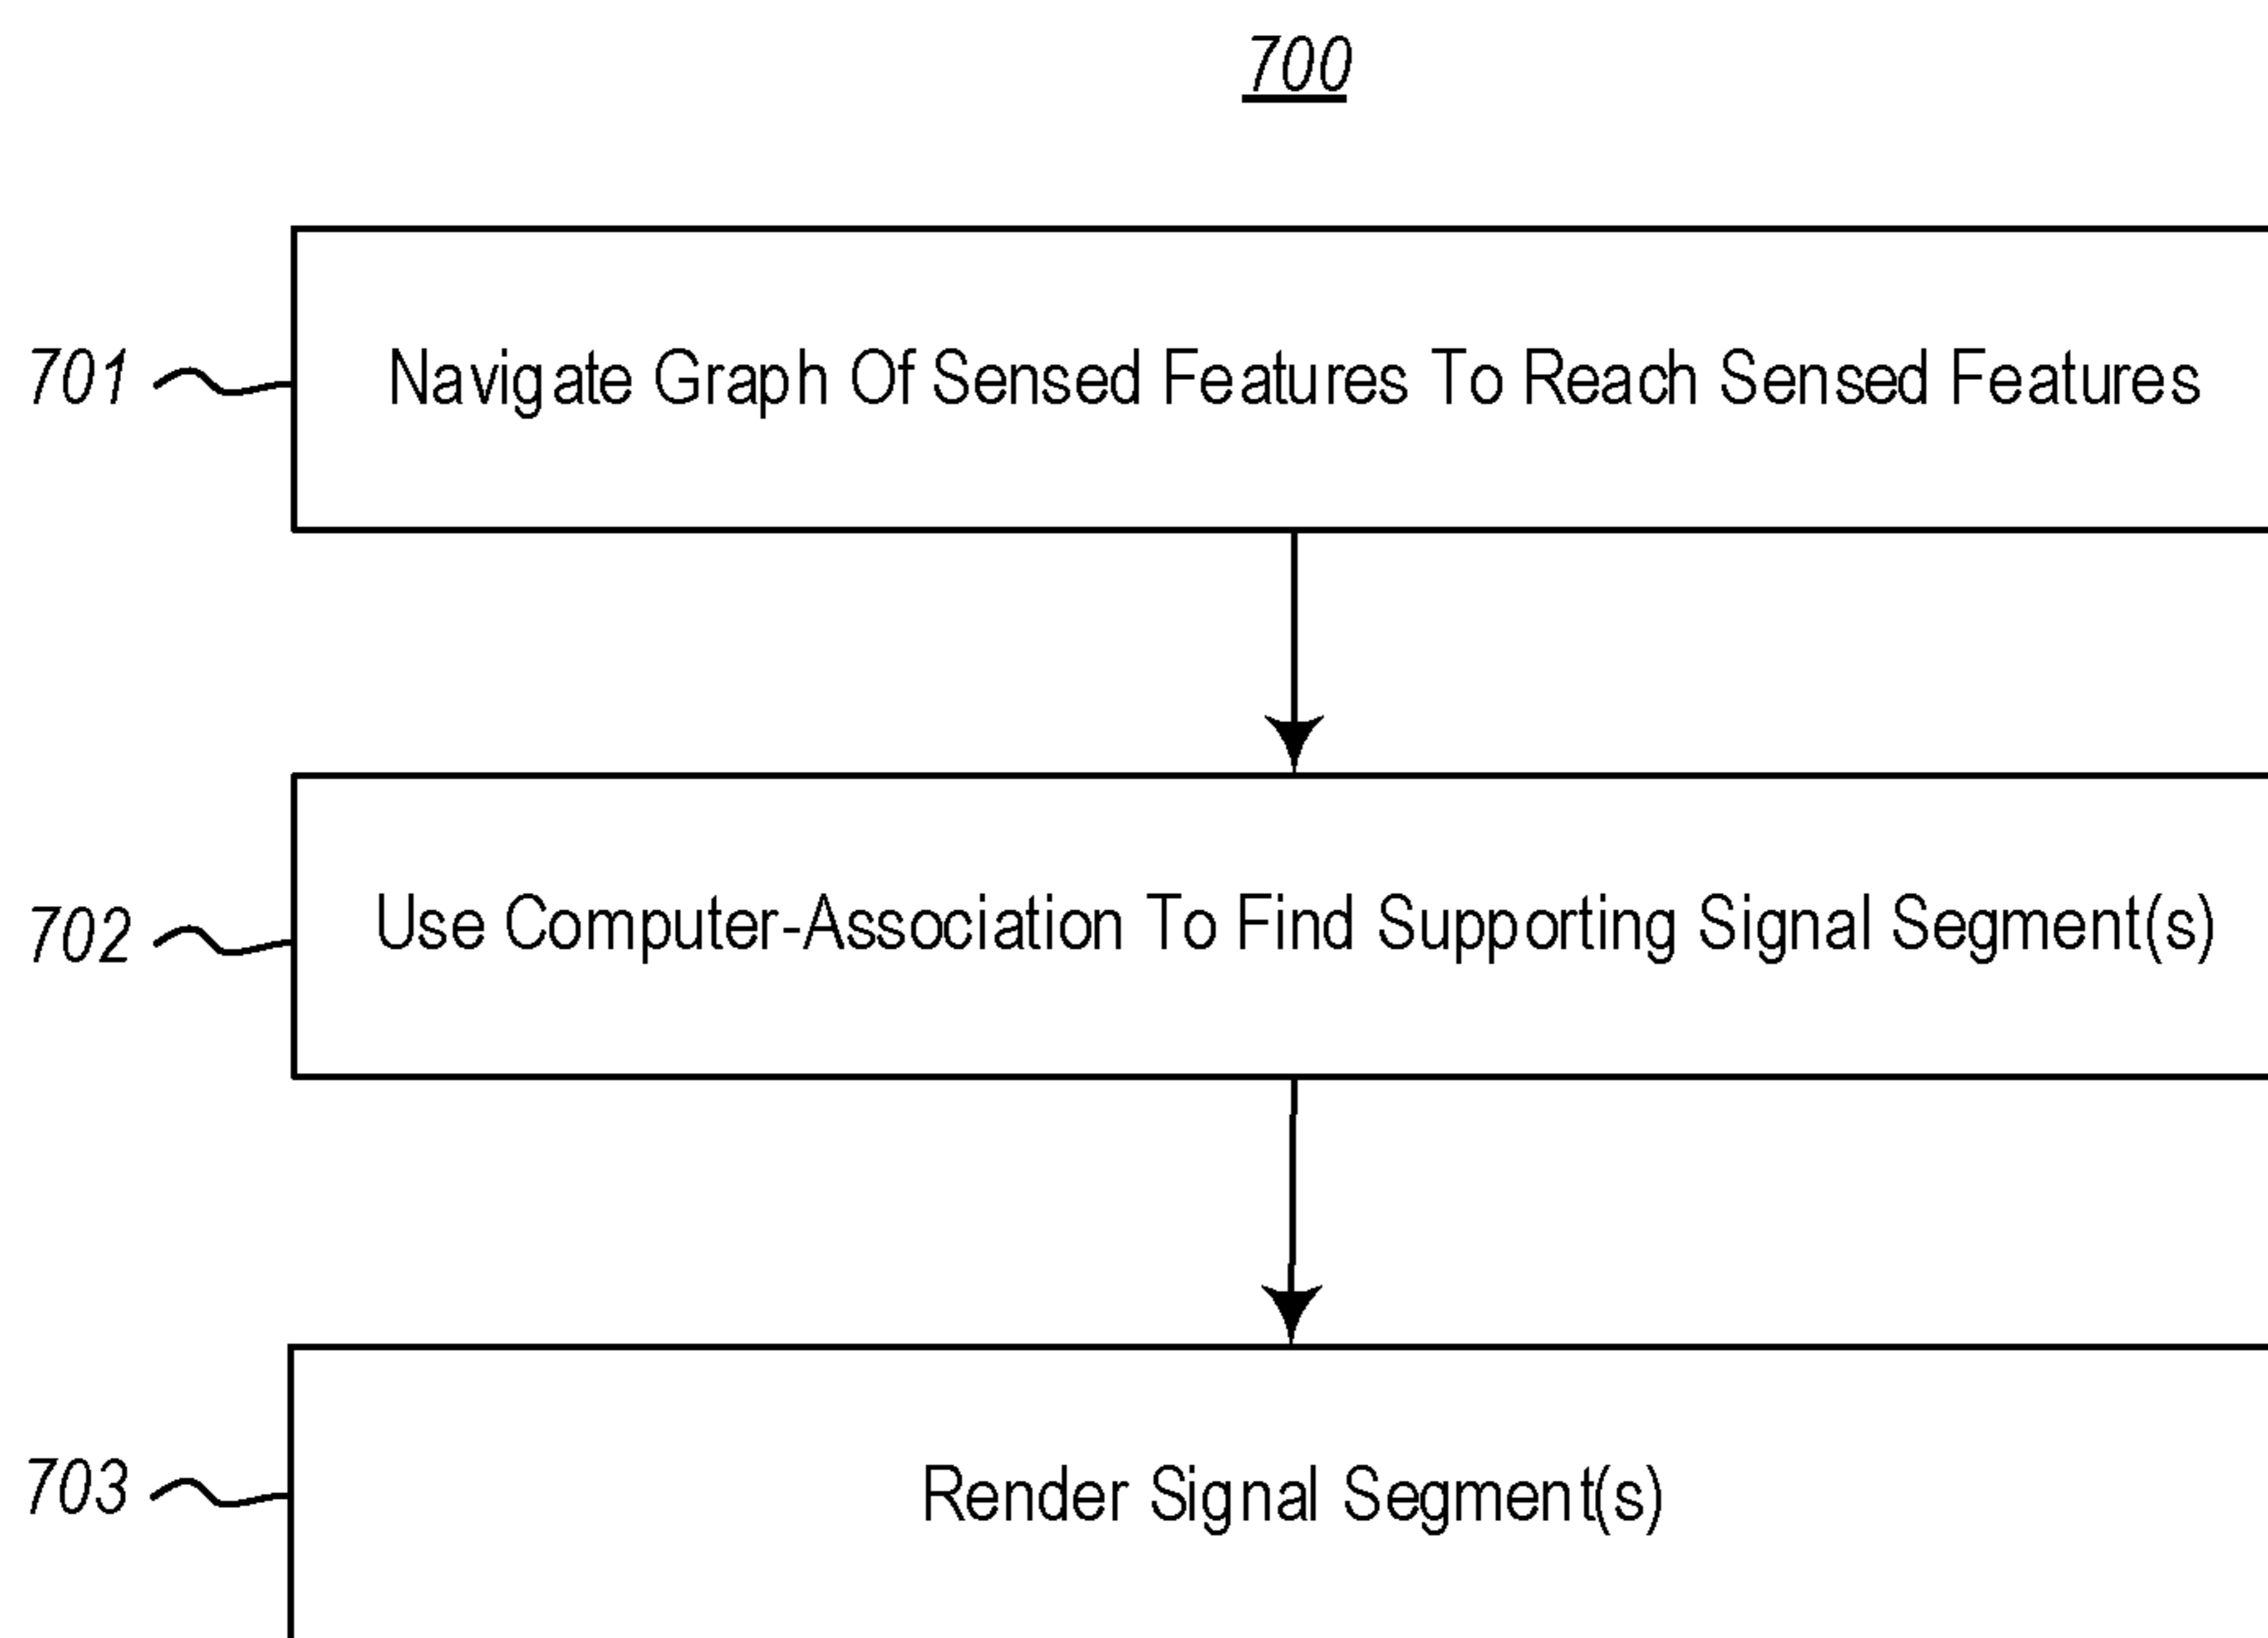 700
701 Navigate Graph Of Sensed Features To Reach Sensed Features
702 Use Computer-Association To Find Supporting Signal Segment(s)
703 Render Signal Segment(s)